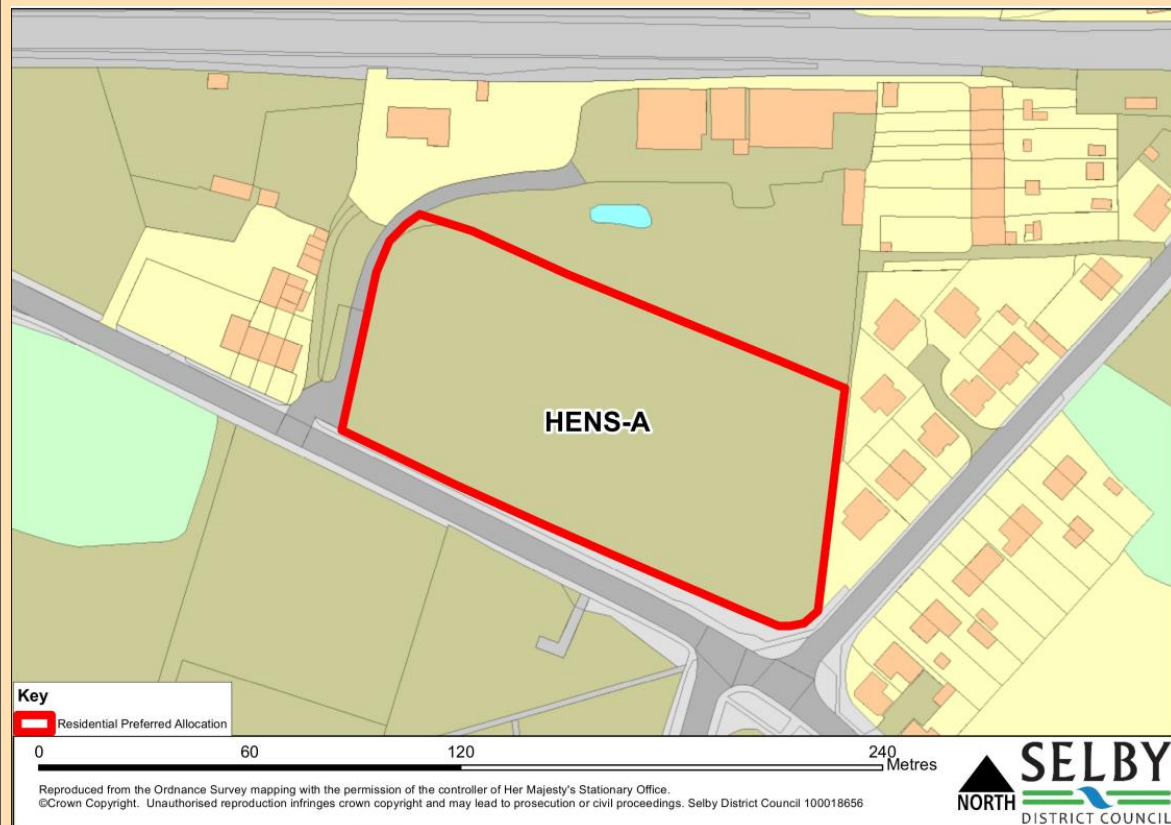 HENS-A
Key
Residential Preferred Allocation
0 60 120 240
Metres
Reproduced from the Ordnance Survey mapping with the permission of the controller of Her Majesty's Stationary Office.
©Crown Copyright. Unauthorised reproduction infringes crown copyright and may lead to prosecution or civil proceedings. Selby District Council 100018656
NORTH
SELBY
DISTRICT COUNCIL